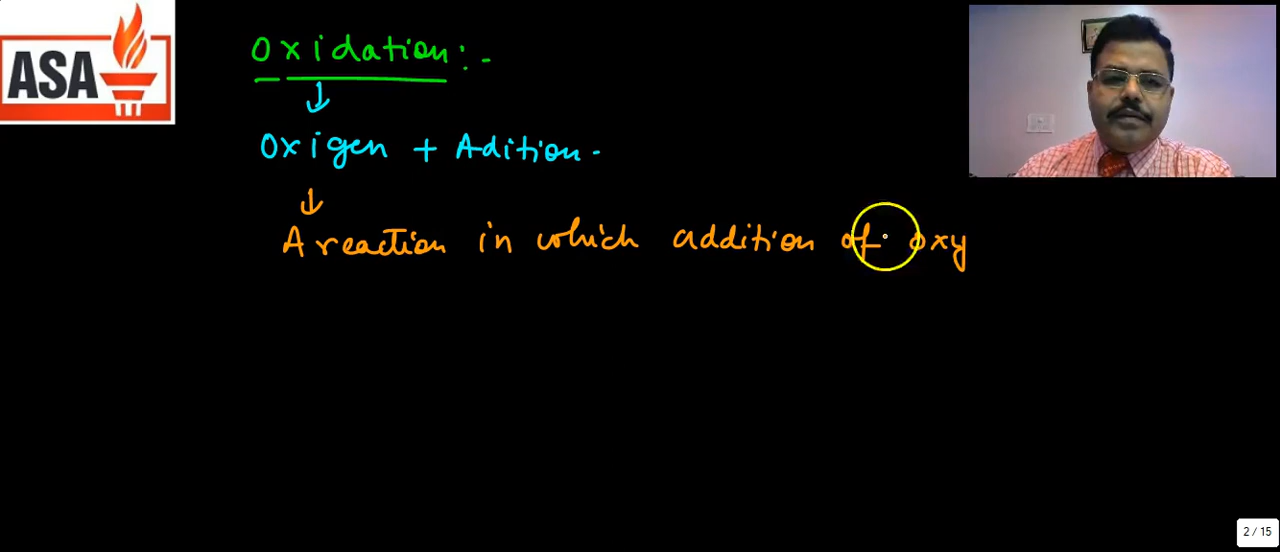 ASA
Oxidation:-
↓
Oxigen + Adition.
↓
A reaction in which addition of oxy
2 / 15